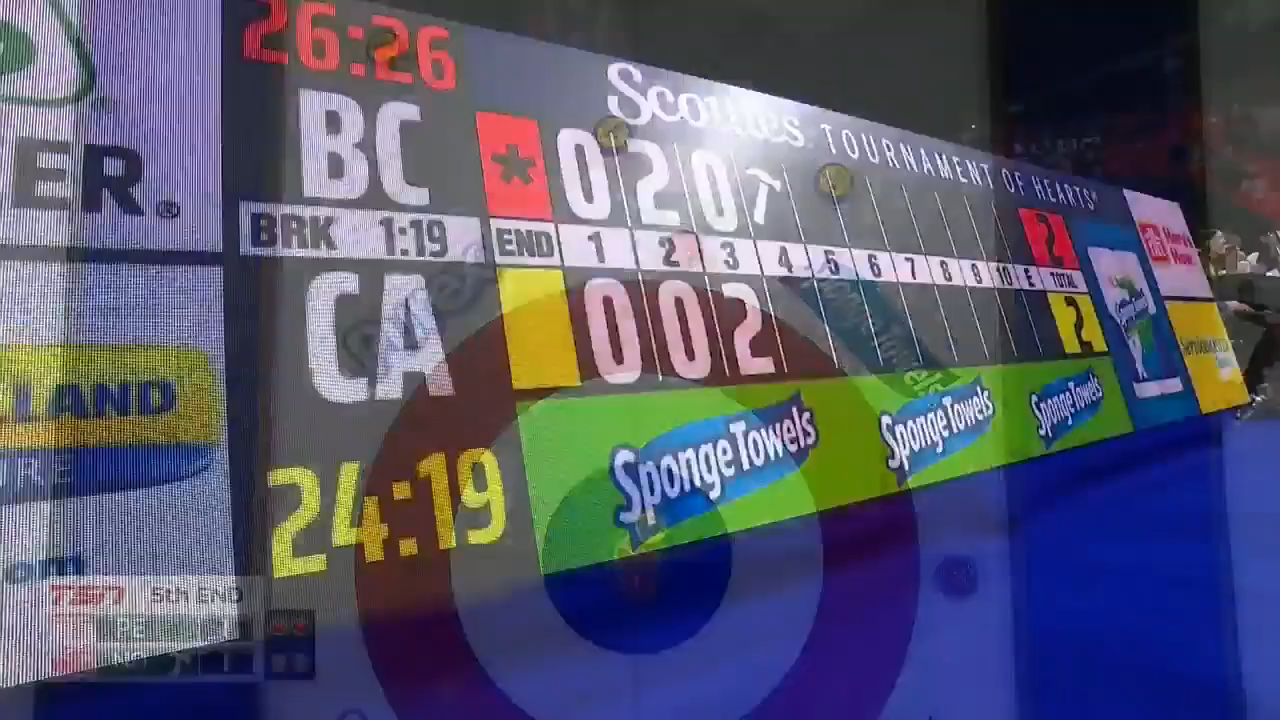 26:26
Scotties TOURNAMENT OF HEARTS
BC * 0 2 0 2
BRK 1:19 END 1 2 3 4 5 6 7 8 9 10 E TOTAL
CA 0 0 2 2
24:19
SpongeTowels SpongeTowels SpongeTowels
ER®
LAND
TSN 5th END